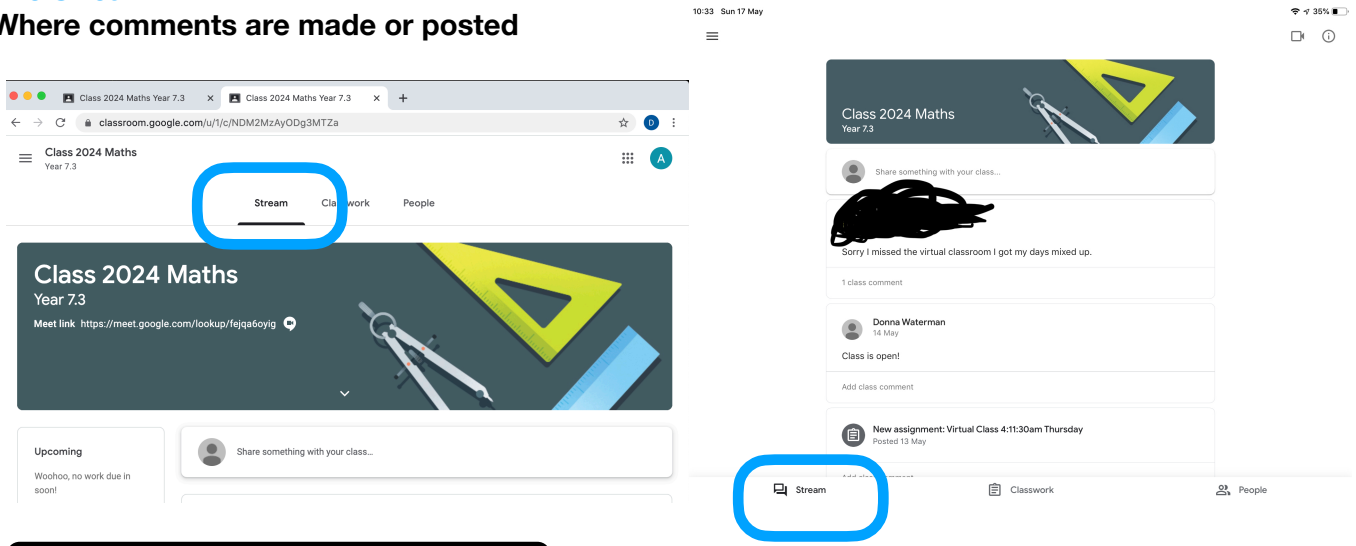 Where comments are made or posted
Class 2024 Maths Year 7.3
Class 2024 Maths Year 7.3
classroom.google.com/u/1/c/NDM2MzAyODg3MTZa
D
Class 2024 Maths
Year 7.3
A
Stream Classwork People
Class 2024 Maths
Year 7.3
Meet link https://meet.google.com/lookup/fejqa6oyig
Upcoming
Woohoo, no work due in
soon!
Share something with your class...
10:33 Sun 17 May
35%
Class 2024 Maths
Year 7.3
Share something with your class...
Sorry I missed the virtual classroom I got my days mixed up.
1 class comment
Donna Waterman
14 May
Class is open!
Add class comment
New assignment: Virtual Class 4:11:30am Thursday
Posted 13 May
Add class comment
Stream Classwork People